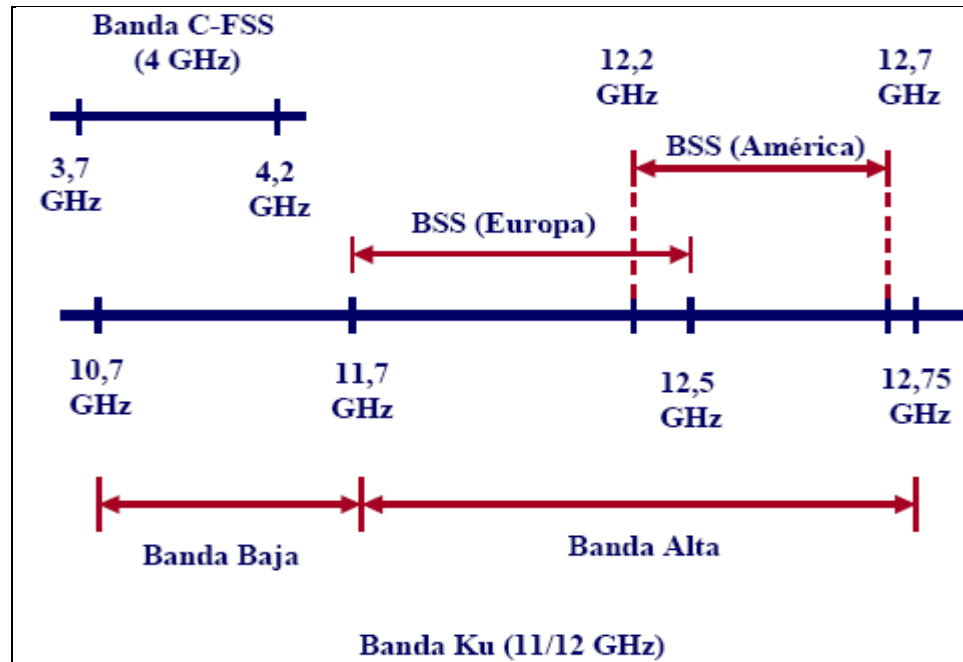 Banda C-FSS
(4 GHz)
12,2
GHz
12,7
GHz
3,7
GHz
4,2
GHz
BSS (América)
BSS (Europa)
10,7
GHz
11,7
GHz
12,5
GHz
12,75
GHz
Banda Baja
Banda Alta
Banda Ku (11/12 GHz)